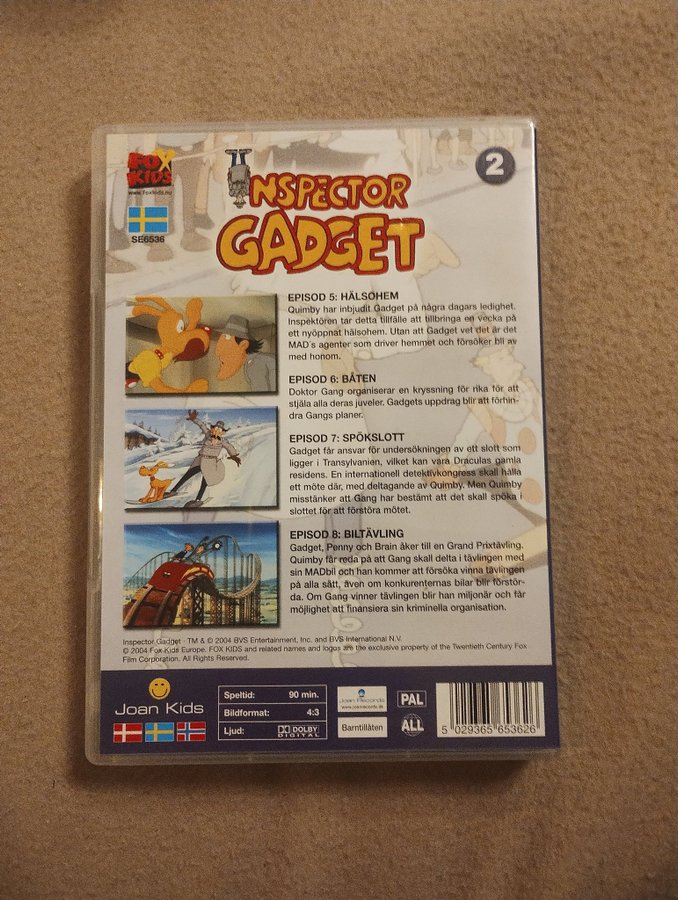 FOX
KIDS
www.foxkids.nu
SE6536
2
INSPECTOR
GADGET
EPISOD 5: HÄLSOHEM
Quimby har inbjudit Gadget på några dagars ledighet.
Inspektören tar detta tillfälle att tillbringa en vecka på
ett nyöppnat hälsohem. Utan att Gadget vet det är det
MAD´s agenter som driver hemmet och försöker bli av
med honom.
EPISOD 6: BÅTEN
Doktor Gang organiserar en kryssning för rika för att
stjäla alla deras juveler. Gadgets uppdrag blir att förhin-
dra Gangs planer.
EPISOD 7: SPÖKSLOTT
Gadget får ansvar för undersökningen av ett slott som
ligger i Transylvanien, vilket kan vara Draculas gamla
residens. En internationell detektivkongress skall hålla
ett möte där, med deltagande av Quimby. Men Quimby
misstänker att Gang har bestämt att det skall spöka i
slottet för att förstöra mötet.
EPISOD 8: BILTÄVLING
Gadget, Penny och Brain åker till en Grand Prixtävling.
Quimby får reda på att Gang skall delta i tävlingen med
sin MADbil och han kommer att försöka vinna tävlingen
på alla sätt, även om konkurenternas bilar blir förstör-
da. Om Gang vinner tävlingen blir han miljonär och får
möjlighet att finansiera sin kriminella organisation.
Inspector Gadget - TM & © 2004 BVS Entertainment, Inc. and BVS International N.V.
© 2004 Fox Kids Europe. FOX KIDS and related names and logos are the exclusive property of the Twentieth Century Fox
Film Corporation. All Rights Reserved.
Joan Kids
Speltid: 90 min.
Bildformat: 4:3
Ljud: DOLBY
DIGITAL
Joan Records
www.joanrecords.dk
Barntillåten
PAL
ALL
5 029365 653626